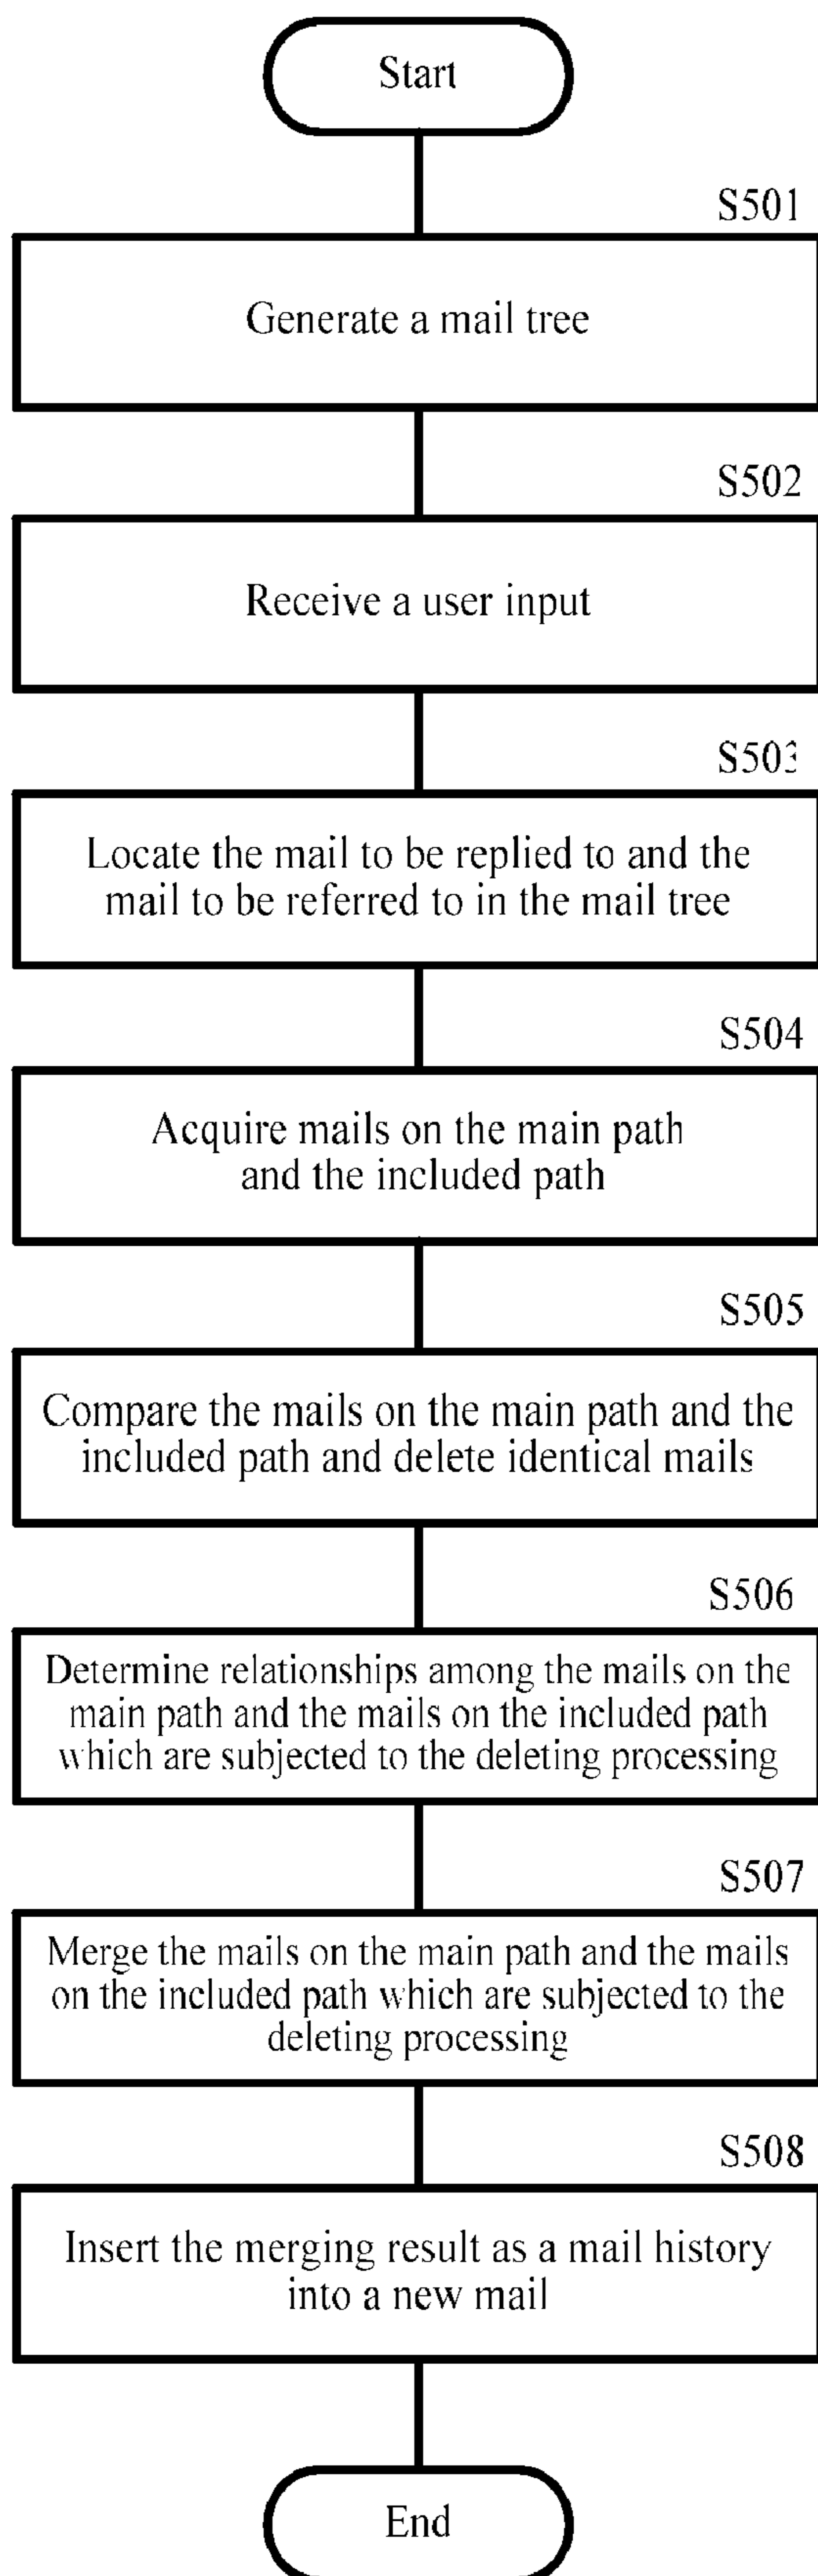 Start
S501
Generate a mail tree
S502
Receive a user input
S503
Locate the mail to be replied to and the
mail to be referred to in the mail tree
S504
Acquire mails on the main path
and the included path
S505
Compare the mails on the main path and the
included path and delete identical mails
S506
Determine relationships among the mails on the
main path and the mails on the included path
which are subjected to the deleting processing
S507
Merge the mails on the main path and the mails
on the included path which are subjected to the
deleting processing
S508
Insert the merging result as a mail history
into a new mail
End